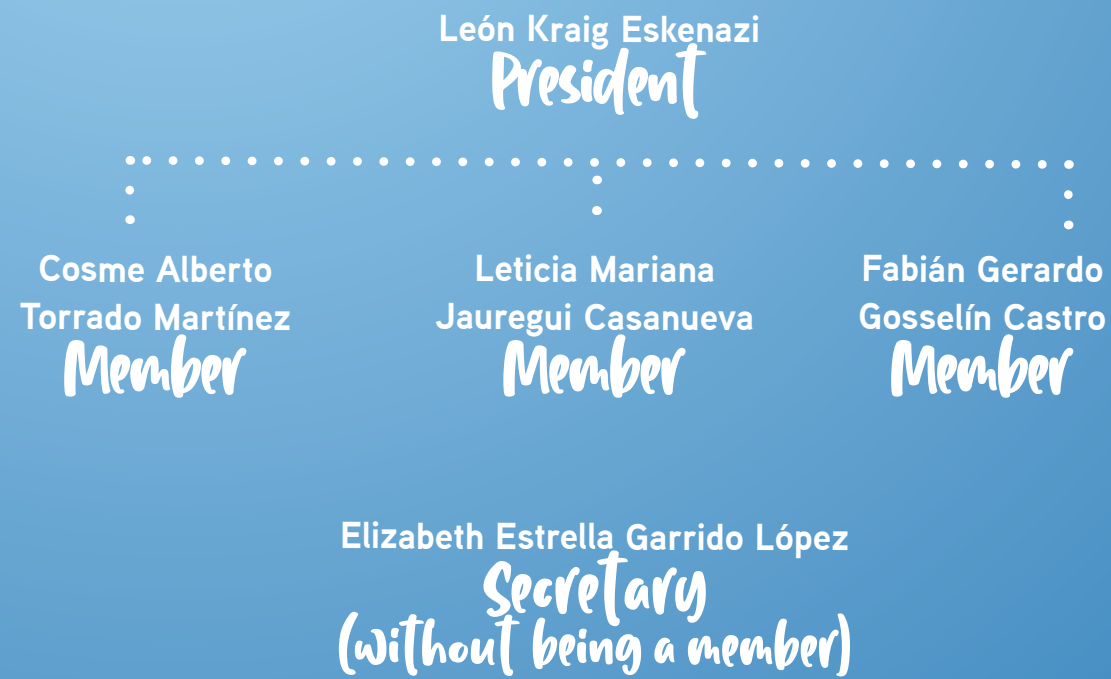 León Kraig Eskenazi
President
Cosme Alberto
Torrado Martínez
Member
Leticia Mariana
Jauregui Casanueva
Member
Fabián Gerardo
Gosselín Castro
Member
Elizabeth Estrella Garrido López
Secretary
(without being a member)